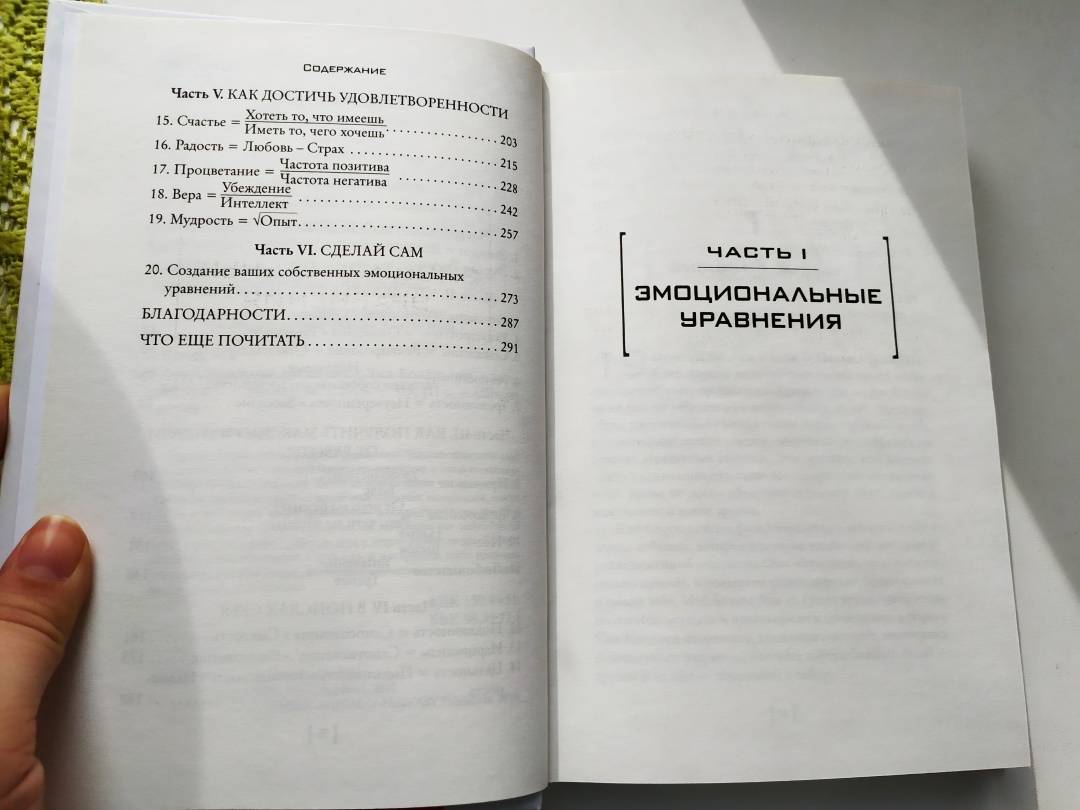 СОДЕРЖАНИЕ
Часть V. КАК ДОСТИЧЬ УДОВЛЕТВОРЕННОСТИ
15. Счастье = Хотеть то, что имеешь
Иметь то, чего хочешь . . . . . . . . . . . . . . . . . 203
16. Радость = Любовь – Страх . . . . . . . . . . . . . . . . . . . . . . 215
17. Процветание = Частота позитива
Частота негатива . . . . . . . . . . . . . . . . 228
18. Вера = Убеждение
Интеллект . . . . . . . . . . . . . . . . . . . . . . . . . . . . 242
19. Мудрость = √Опыт. . . . . . . . . . . . . . . . . . . . . . . . . . . . 257
Часть VI. СДЕЛАЙ САМ
20. Создание ваших собственных эмоциональных
уравнений. . . . . . . . . . . . . . . . . . . . . . . . . . . . . . . . . . . . . 273
БЛАГОДАРНОСТИ. . . . . . . . . . . . . . . . . . . . . . . . . . . . . . 287
ЧТО ЕЩЕ ПОЧИТАТЬ . . . . . . . . . . . . . . . . . . . . . . . . . . . 291
ЧАСТЬ I
ЭМОЦИОНАЛЬНЫЕ
УРАВНЕНИЯ